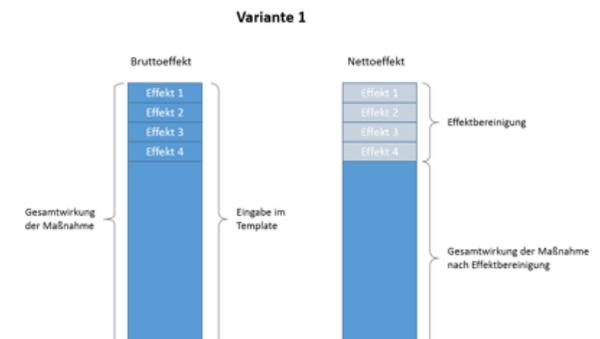 Variante 1
Bruttoeffekt
Nettoeffekt
Effekt 1
Effekt 2
Effekt 3
Effekt 4
Gesamtwirkung
der Maßnahme
Eingabe im
Template
Effekt 1
Effekt 2
Effekt 3
Effekt 4
Effektbereinigung
Gesamtwirkung der Maßnahme
nach Effektbereinigung